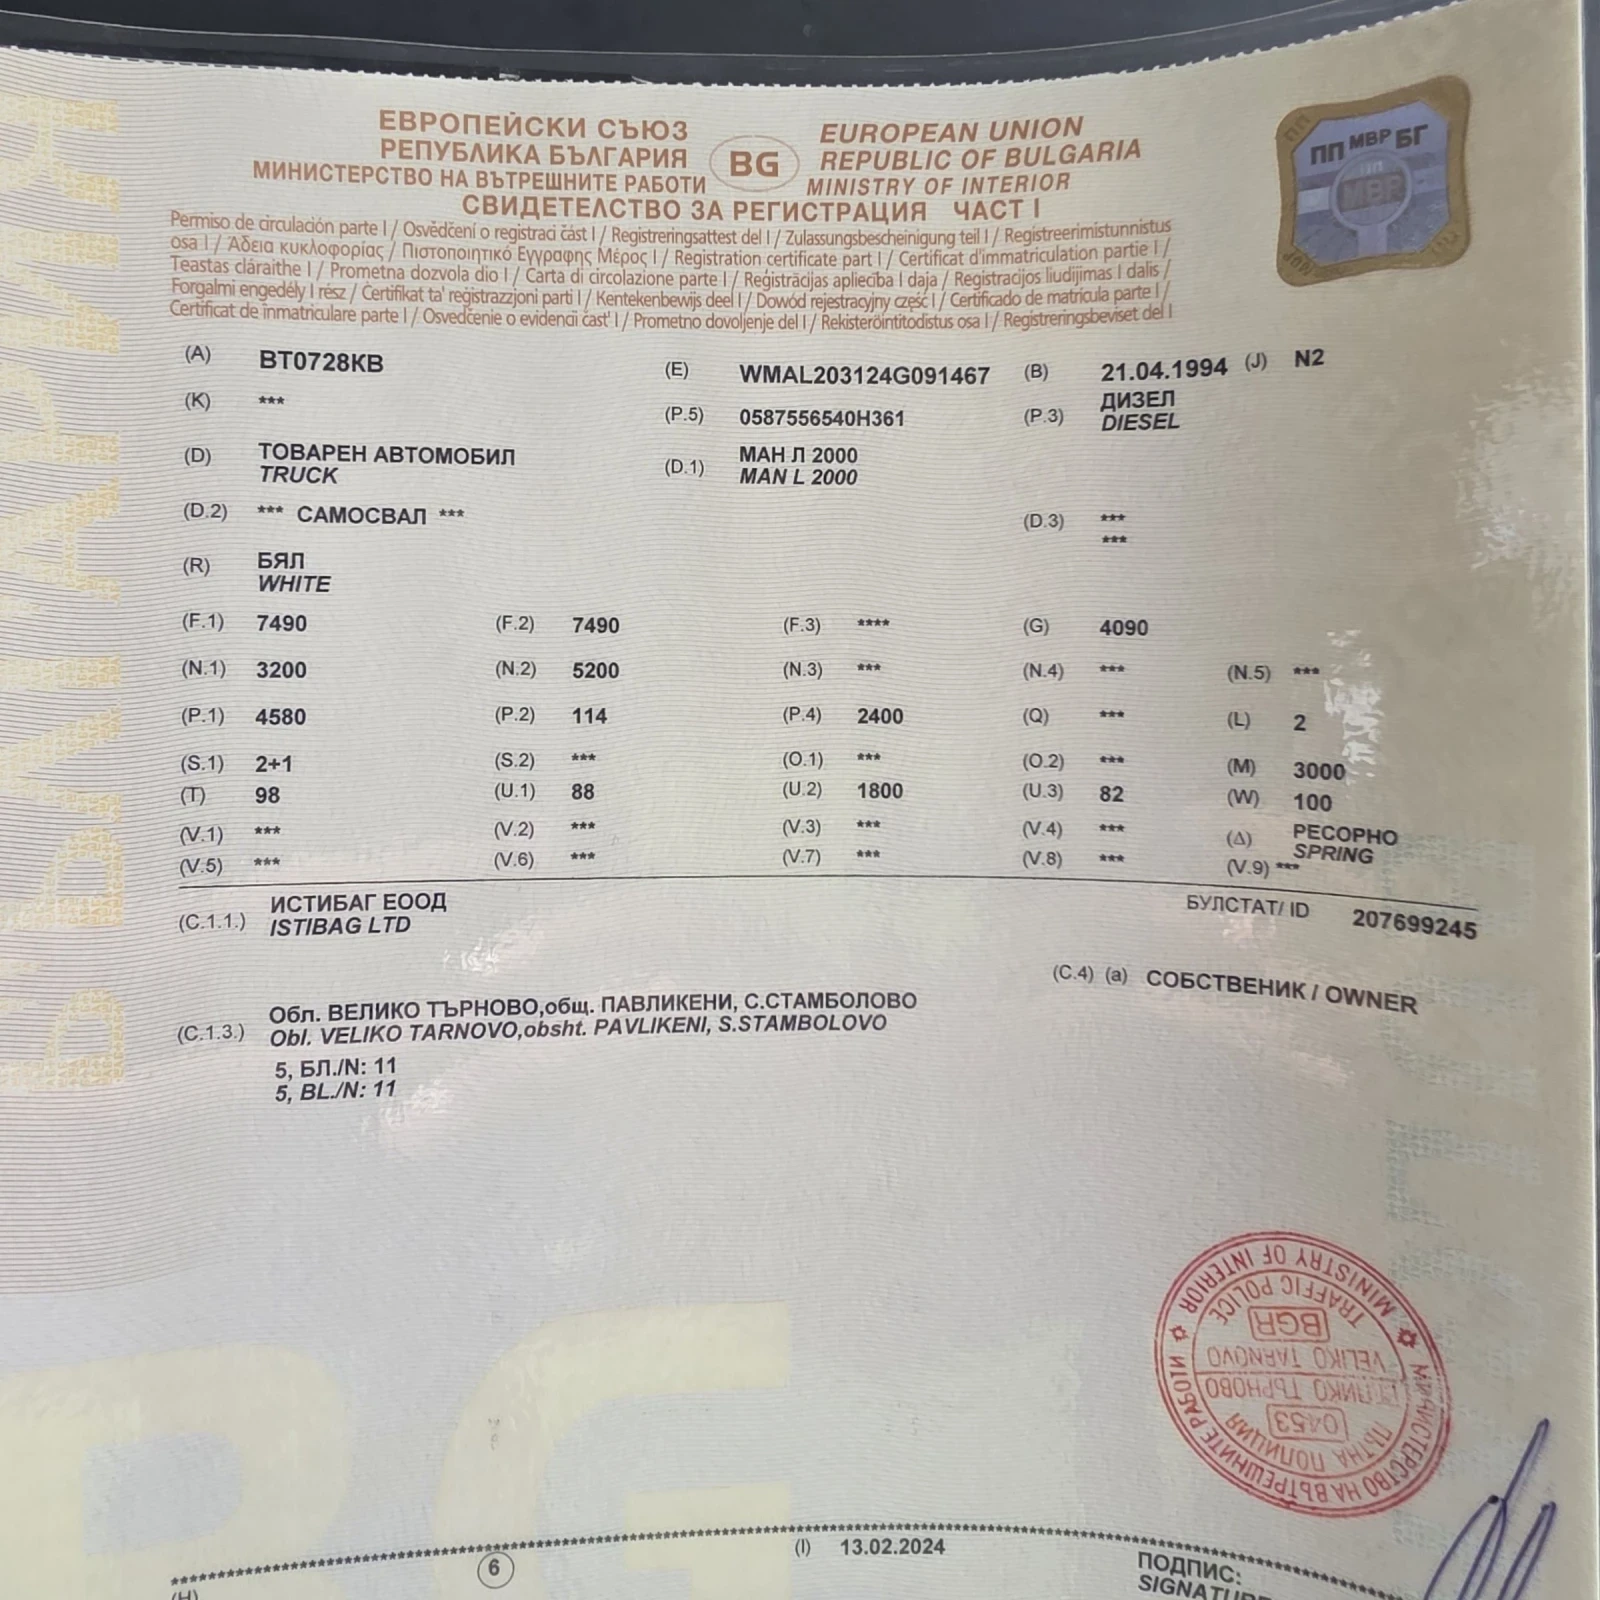 ЕВРОПЕЙСКИ СЪЮЗ
РЕПУБЛИКА БЪЛГАРИЯ
МИНИСТЕРСТВО НА ВЪТРЕШНИТЕ РАБОТИ
BG
EUROPEAN UNION
REPUBLIC OF BULGARIA
MINISTRY OF INTERIOR
СВИДЕТЕЛСТВО ЗА РЕГИСТРАЦИЯ ЧАСТ I
ПП МВР БГ
МВР
Permiso de circulación parte I / Osvědčení o registraci část I / Registreringsattest del I / Zulassungsbescheinigung teil I / Registreerimistunnistus
osa I / Άδεια κυκλοφορίας / Πιστοποιητικό Εγγραφης Μέρος I / Registration certificate part I / Certificat d'immatriculation partie I /
Teastas cláraithe I / Prometna dozvola dio I / Carta di circolazione parte I / Reģistrācijas apliecība I daja / Registracijos liudijimas I dalis /
Forgalmi engedély I rész / Certifikat ta' reġistrazzjoni parti I / Kentekenbewijs deel I / Dowód rejestracyjny część I / Certificado de matrícula parte I /
Certificat de inmatriculare parte I / Osvedčenie o evidencii časť I / Prometno dovoljenje del I / Rekisteröintitodistus osa I / Registreringsbeviset del I
(A) ВТ0728КВ (E) WMAL203124G091467 (B) 21.04.1994 (J) N2
(K) *** (P.5) 0587556540H361 (P.3) ДИЗЕЛ
DIESEL
(D) ТОВАРЕН АВТОМОБИЛ (D.1) МАН Л 2000
TRUCK MAN L 2000
(D.2) *** САМОСВАЛ *** (D.3) ***
***
(R) БЯЛ
WHITE
(F.1) 7490 (F.2) 7490 (F.3) **** (G) 4090
(N.1) 3200 (N.2) 5200 (N.3) *** (N.4) *** (N.5) ***
(P.1) 4580 (P.2) 114 (P.4) 2400 (Q) *** (L) 2
(S.1) 2+1 (S.2) *** (O.1) *** (O.2) *** (M) 3000
(T) 98 (U.1) 88 (U.2) 1800 (U.3) 82 (W) 100
(V.1) *** (V.2) *** (V.3) *** (V.4) *** (Δ) РЕСОРНО
SPRING
(V.5) *** (V.6) *** (V.7) *** (V.8) *** (V.9) ***
(C.1.1.) ИСТИБАГ ЕООД БУЛСТАТ/ ID 207699245
ISTIBAG LTD
(C.4) (a) СОБСТВЕНИК / OWNER
(C.1.3.) Обл. ВЕЛИКО ТЪРНОВО,общ. ПАВЛИКЕНИ, С.СТАМБОЛОВО
Obl. VELIKO TARNOVO,obsht. PAVLIKENI, S.STAMBOLOVO
5, БЛ./N: 11
5, BL./N: 11
МИНИСТЕРСТВО НА ВЪТРЕШНИТЕ РАБОТИ
MINISTRY OF INTERIOR
ПЪТНА ПОЛИЦИЯ
0453
ВЕЛИКО ТЪРНОВО
VELIKO TARNOVO
BGR
TRAFFIC POLICE
(I) 13.02.2024
6
(H)
ПОДПИС:
SIGNATURE